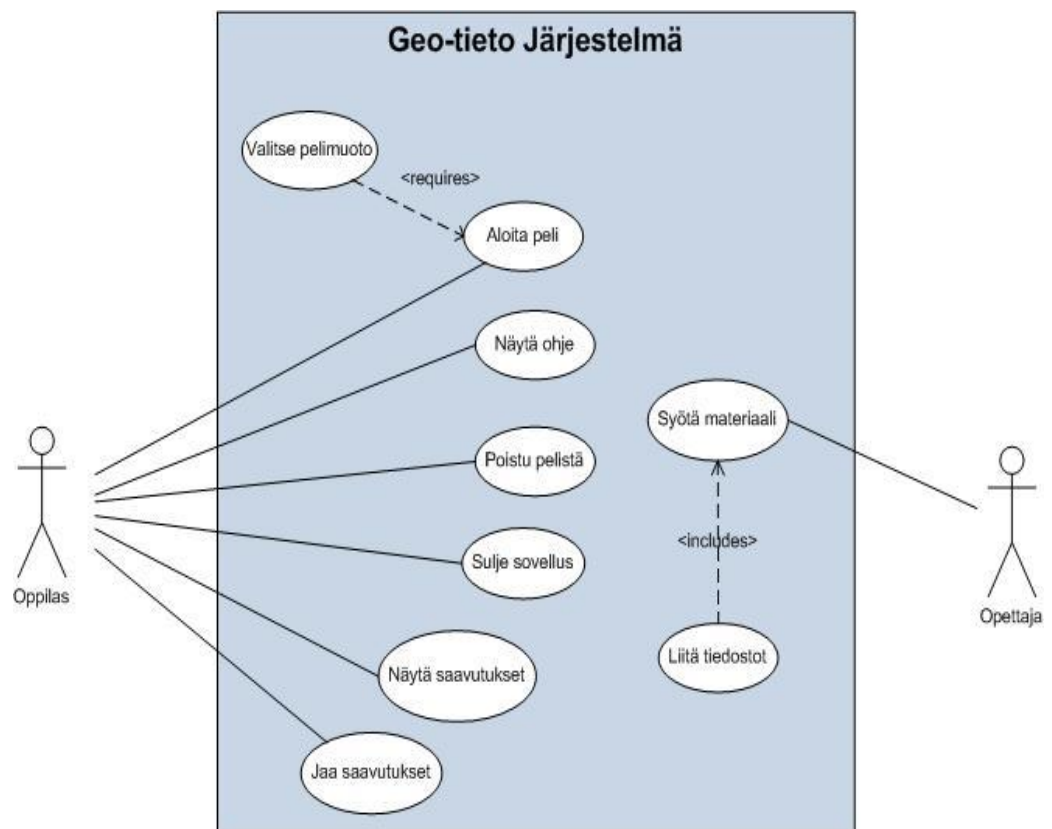 Geo-tieto Järjestelmä
Valitse pelimuoto
<requires>
Aloita peli
Näytä ohje
Syötä materiaali
Poistu pelistä
<includes>
Sulje sovellus
Oppilas
Opettaja
Näytä saavutukset
Liitä tiedostot
Jaa saavutukset